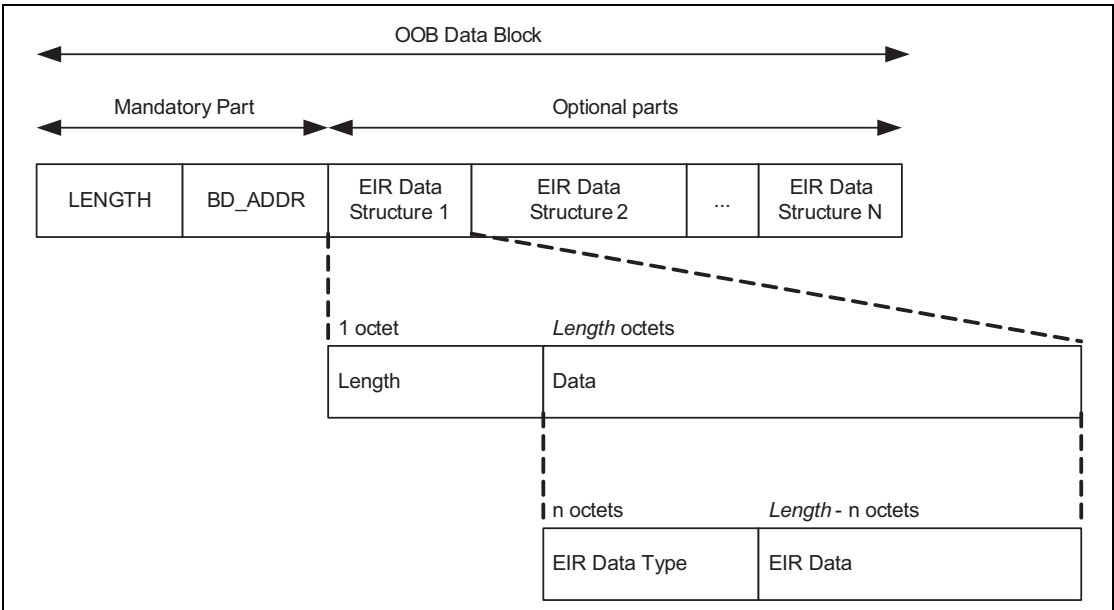 OOB Data Block
Mandatory Part
Optional parts
LENGTH
BD_ADDR
EIR Data
Structure 1
EIR Data
Structure 2
...
EIR Data
Structure N
1 octet
Length octets
Length
Data
n octets
Length - n octets
EIR Data Type
EIR Data